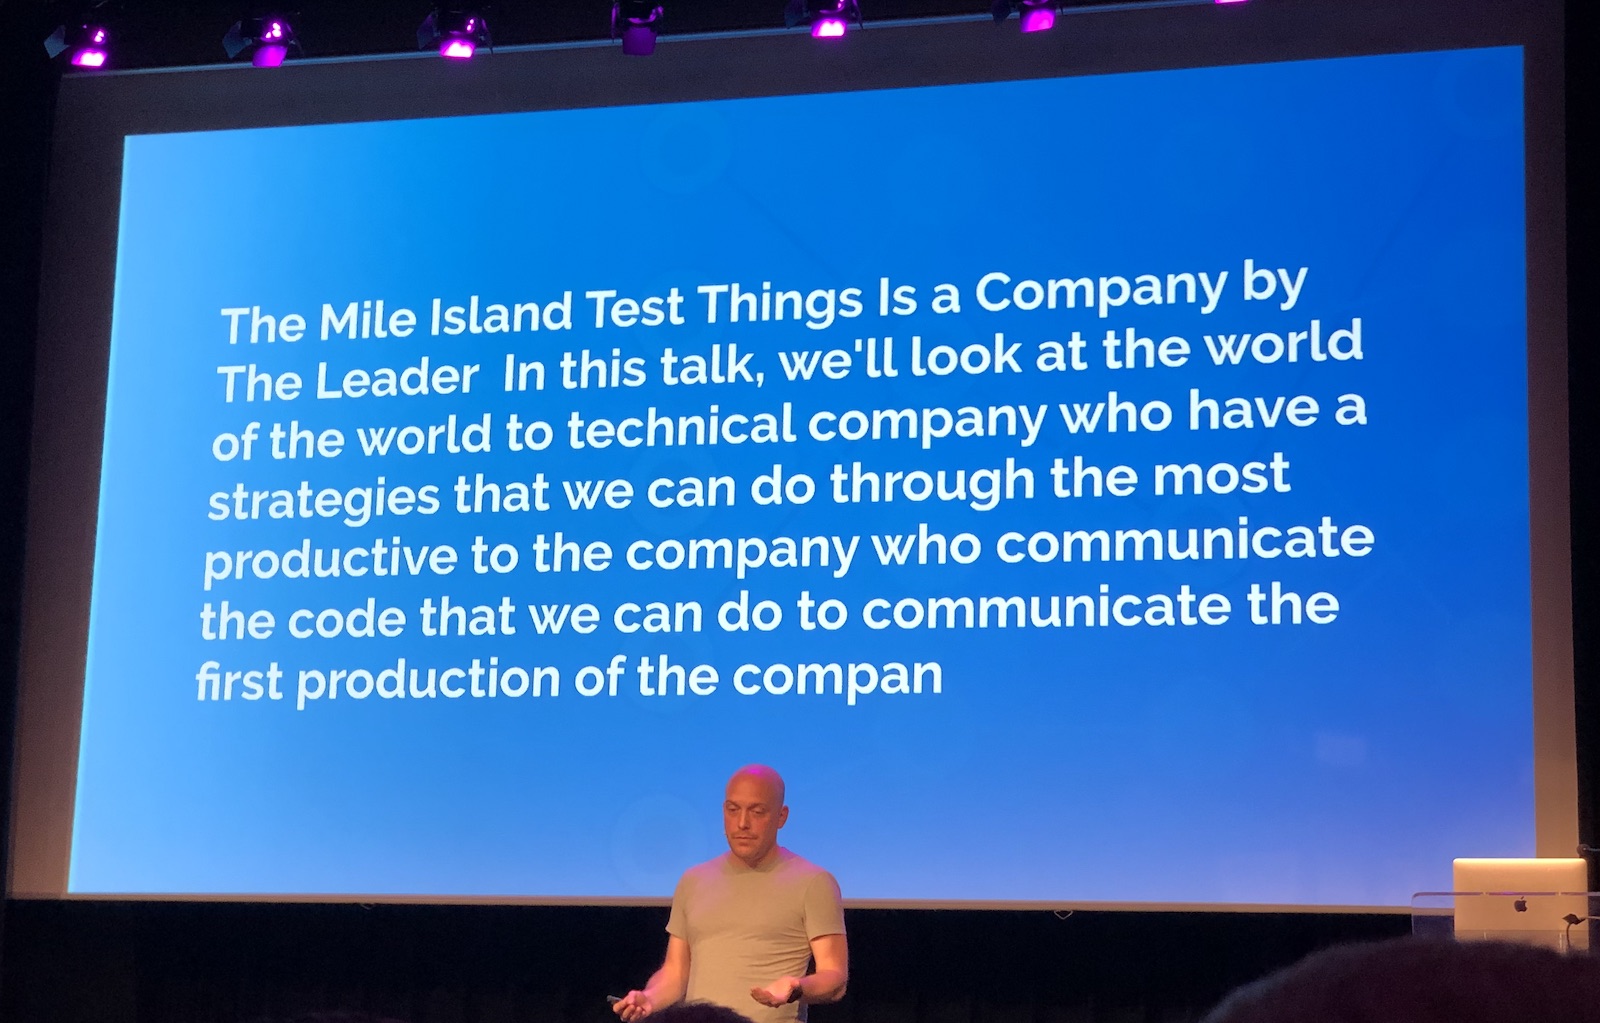 The Mile Island Test Things Is a Company by
The Leader  In this talk, we'll look at the world
of the world to technical company who have a
strategies that we can do through the most
productive to the company who communicate
the code that we can do to communicate the
first production of the compan